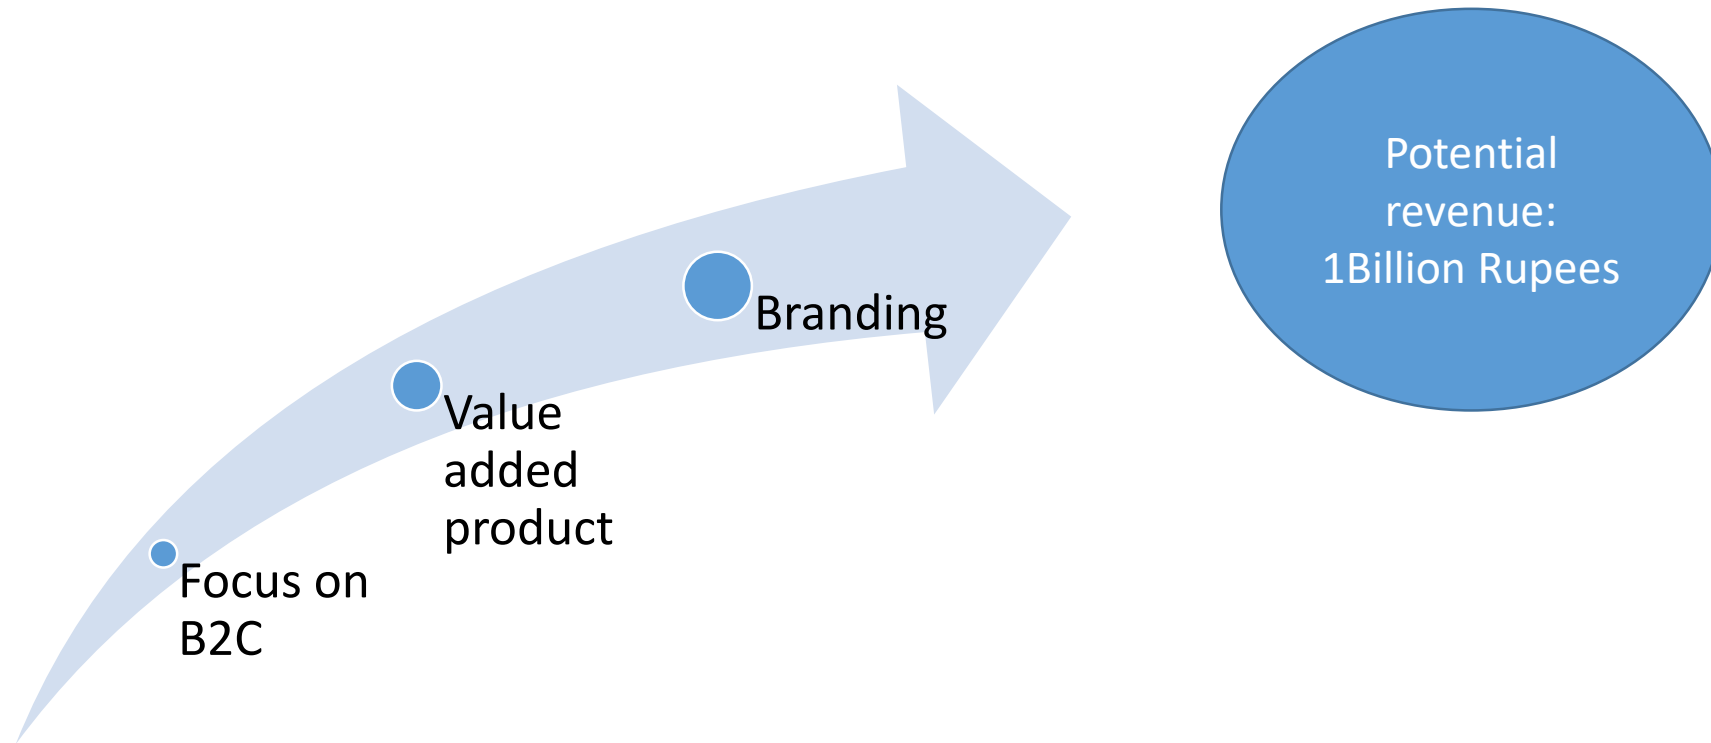 Focus on
B2C
Value
added
product
Branding
Potential
revenue:
1Billion Rupees